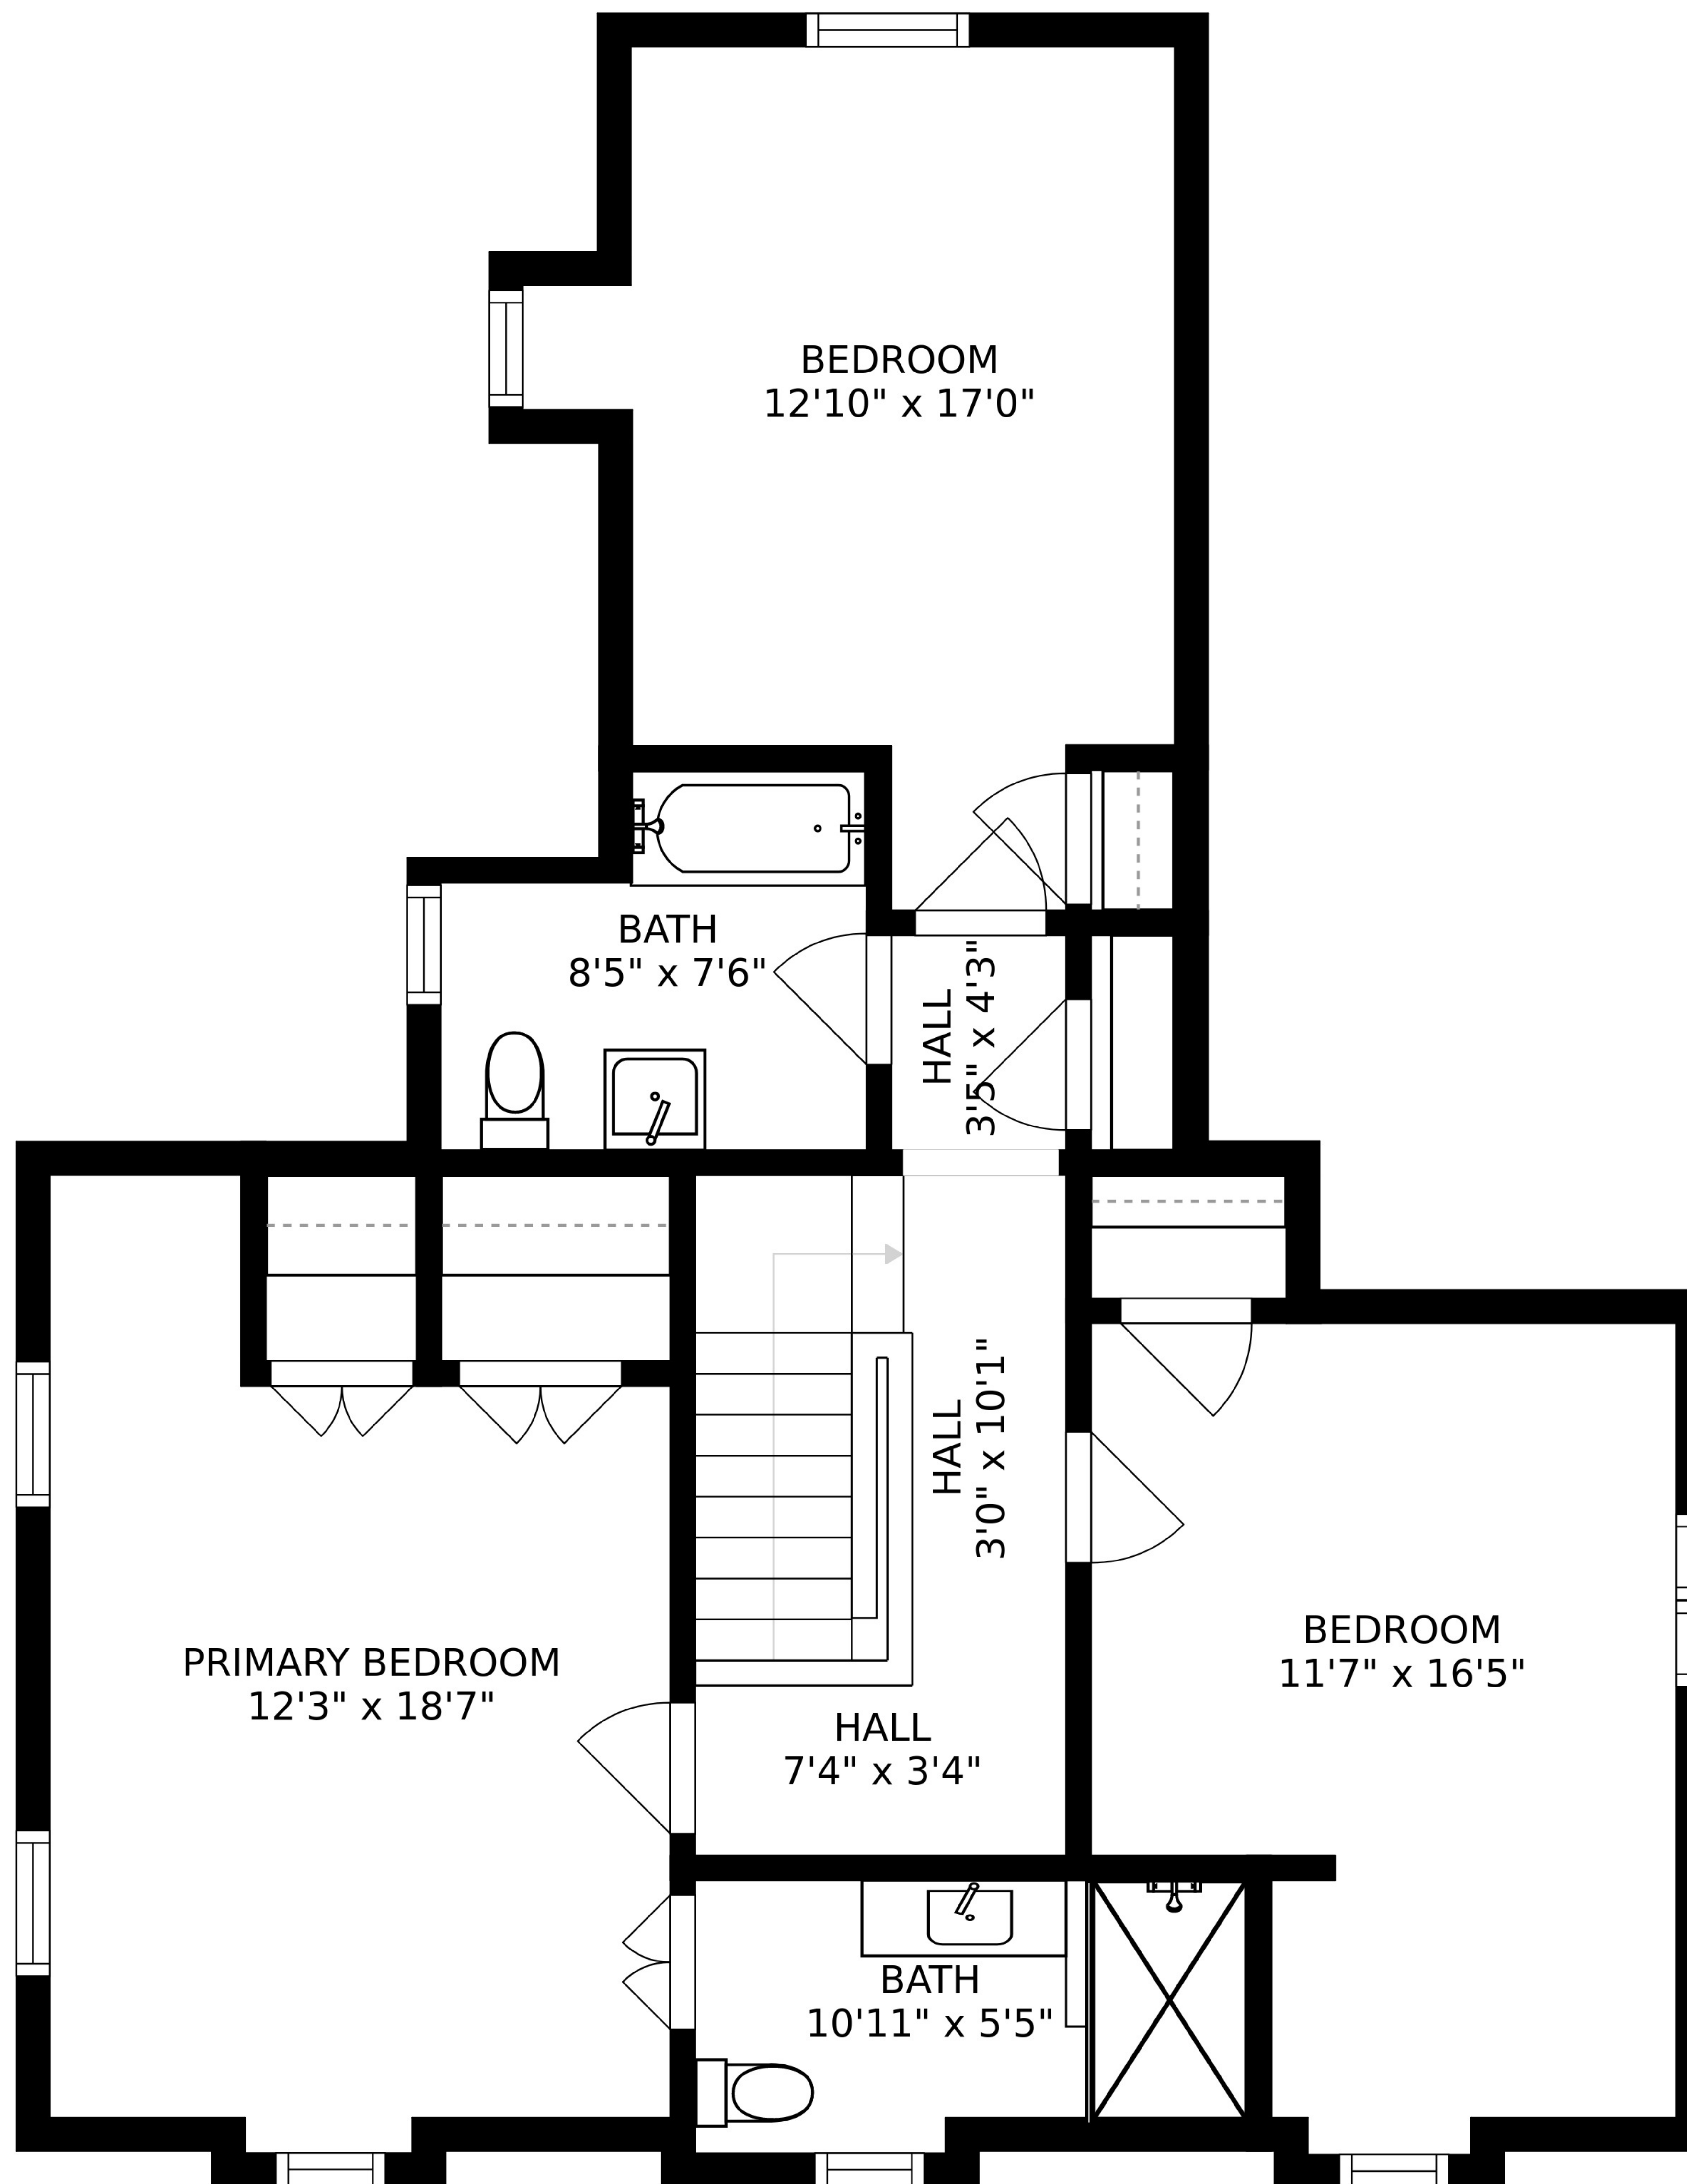 BEDROOM
12'10" x 17'0"
BATH
8'5" x 7'6"
HALL
3'5" x 4'3"
HALL
3'0" x 10'1"
BEDROOM
11'7" x 16'5"
PRIMARY BEDROOM
12'3" x 18'7"
HALL
7'4" x 3'4"
BATH
10'11" x 5'5"